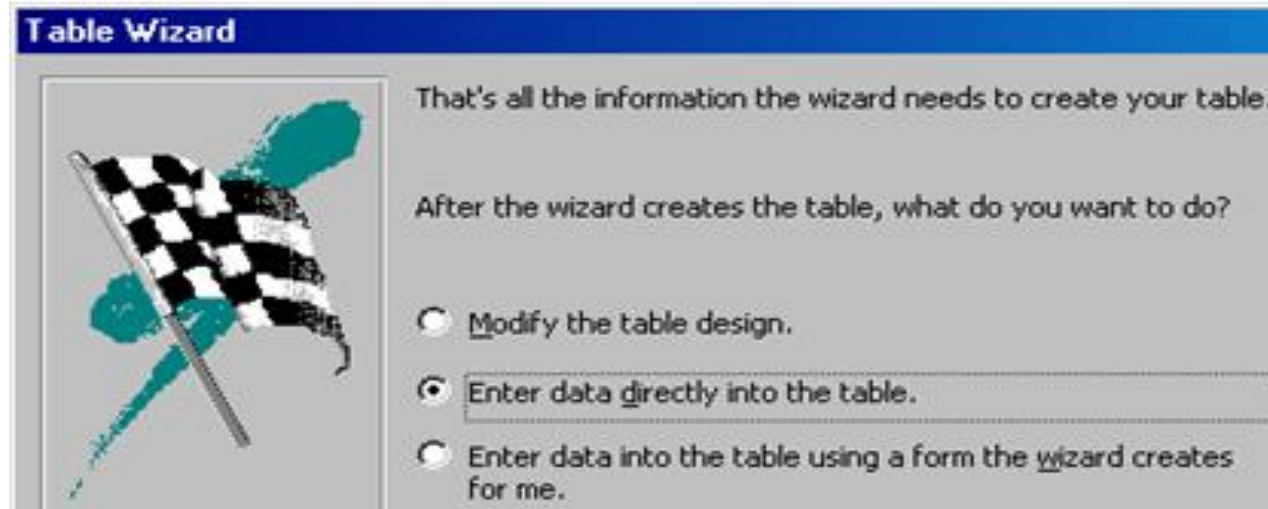 Table Wizard
That's all the information the wizard needs to create your table.
After the wizard creates the table, what do you want to do?
Modify the table design.
Enter data directly into the table.
Enter data into the table using a form the wizard creates
for me.